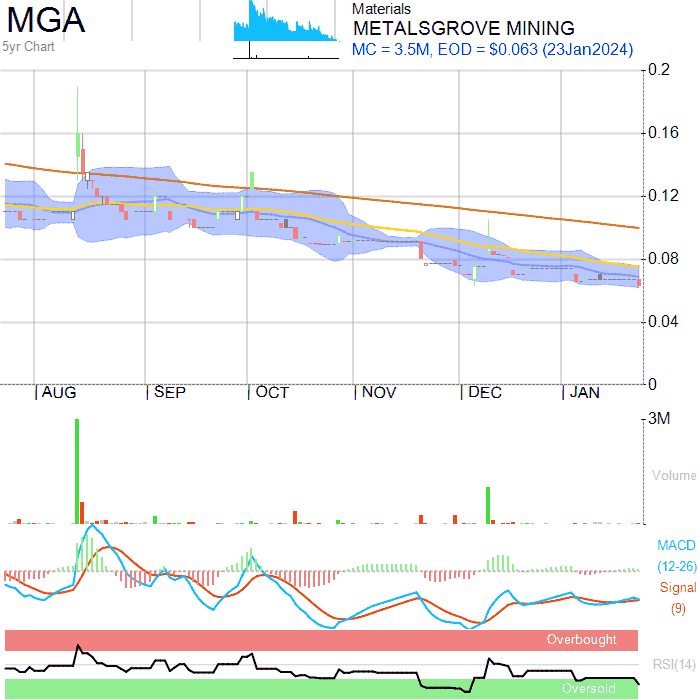 MGA
5yr Chart
Materials
METALSGROVE MINING
MC = 3.5M, EOD = $0.063 (23Jan2024)
0.2
0.16
0.12
0.08
0.04
0
AUG SEP OCT NOV DEC JAN
3M
Volume
MACD
(12-26)
Signal
(9)
Overbought
RSI(14)
Oversold